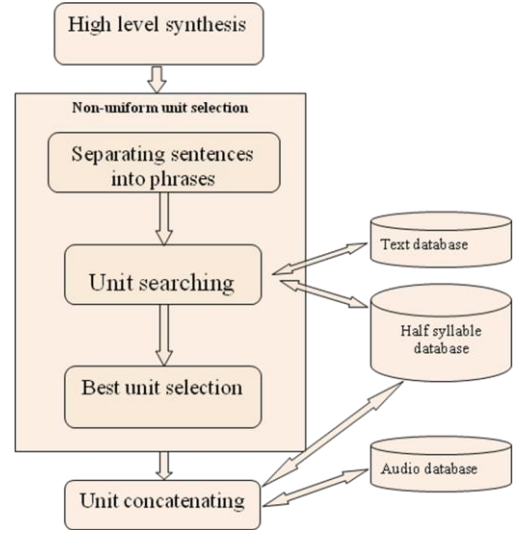 High level synthesis
Non-uniform unit selection
Separating sentences
into phrases
Unit searching
Text database
Half syllable
database
Best unit selection
Audio database
Unit concatenating